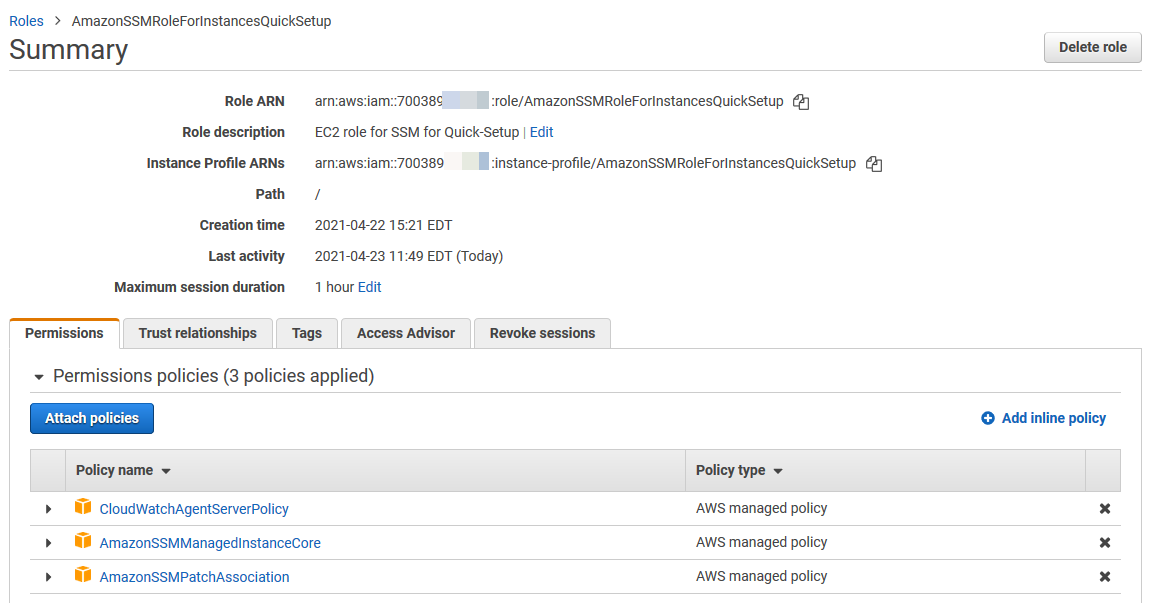 Roles > AmazonSSMRoleForInstancesQuickSetup
Summary
Delete role
Role ARN arn:aws:iam::700389 :role/AmazonSSMRoleForInstancesQuickSetup
Role description EC2 role for SSM for Quick-Setup | Edit
Instance Profile ARNs arn:aws:iam::700389 :instance-profile/AmazonSSMRoleForInstancesQuickSetup
Path /
Creation time 2021-04-22 15:21 EDT
Last activity 2021-04-23 11:49 EDT (Today)
Maximum session duration 1 hour Edit
Permissions Trust relationships Tags Access Advisor Revoke sessions
Permissions policies (3 policies applied)
Attach policies Add inline policy
Policy name Policy type
CloudWatchAgentServerPolicy AWS managed policy
AmazonSSMManagedInstanceCore AWS managed policy
AmazonSSMPatchAssociation AWS managed policy